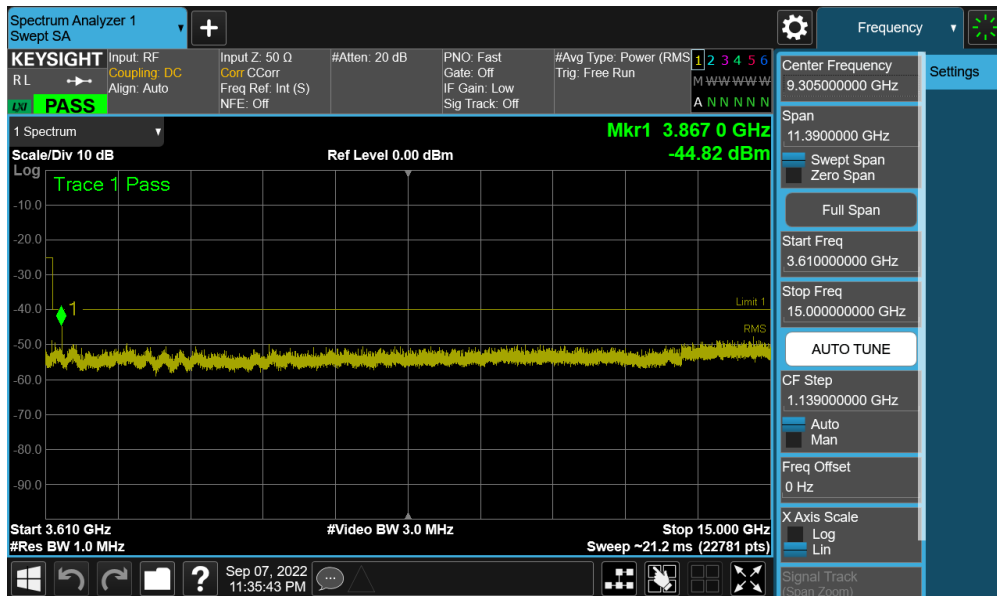 Spectrum Analyzer 1
Swept SA
Frequency
KEYSIGHT
R L
LXI
PASS
Input: RF
Coupling: DC
Align: Auto
Input Z: 50 Ω
Corr CCorr
Freq Ref: Int (S)
NFE: Off
#Atten: 20 dB
PNO: Fast
Gate: Off
IF Gain: Low
Sig Track: Off
#Avg Type: Power (RMS
Trig: Free Run
1 2 3 4 5 6
M W W W W W
A N N N N N
1 Spectrum
Scale/Div 10 dB
Ref Level 0.00 dBm
Mkr1 3.867 0 GHz
-44.82 dBm
Log
Trace 1 Pass
-10.0
-20.0
-30.0
-40.0
-50.0
-60.0
-70.0
-80.0
-90.0
1
Limit 1
RMS
Start 3.610 GHz
#Res BW 1.0 MHz
#Video BW 3.0 MHz
Stop 15.000 GHz
Sweep ~21.2 ms (22781 pts)
Center Frequency
9.305000000 GHz
Settings
Span
11.3900000 GHz
Swept Span
Zero Span
Full Span
Start Freq
3.610000000 GHz
Stop Freq
15.000000000 GHz
AUTO TUNE
CF Step
1.139000000 GHz
Auto
Man
Freq Offset
0 Hz
X Axis Scale
Log
Lin
Signal Track
(Span Zoom)
?
Sep 07, 2022
11:35:43 PM